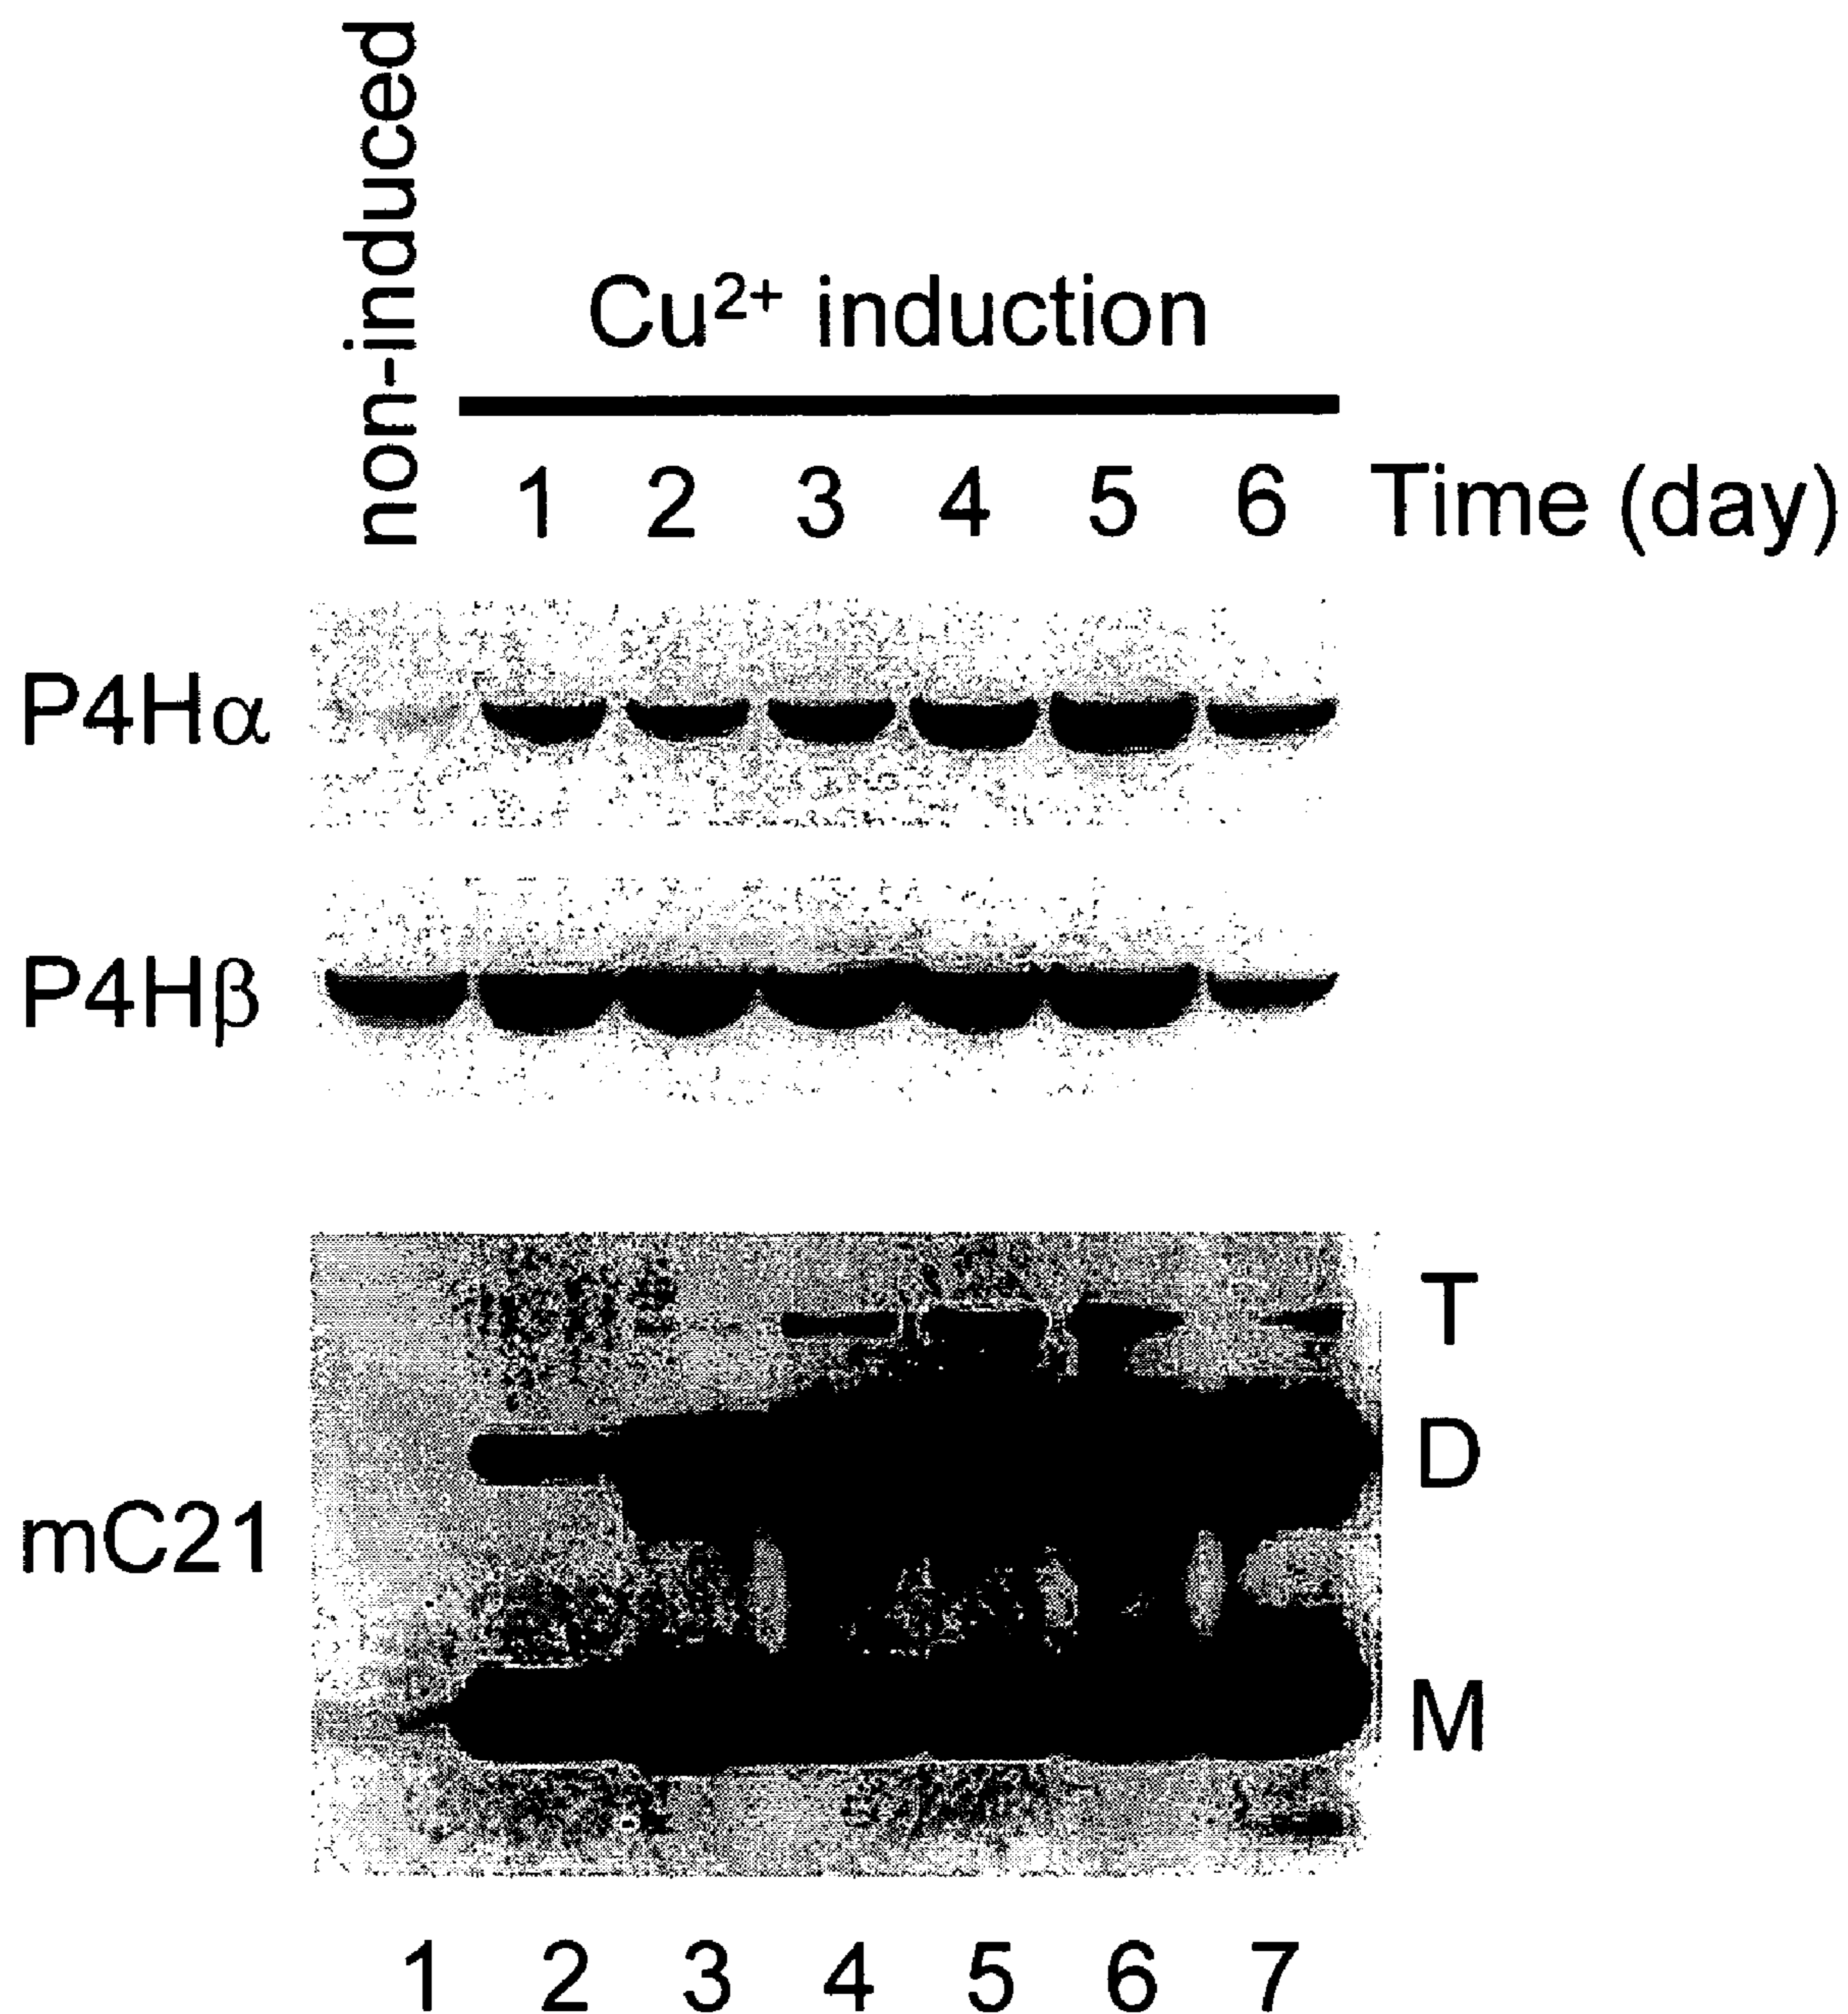 non-induced
Cu²⁺ induction
1 2 3 4 5 6 Time (day)
P4Hα
P4Hβ
T
D
mC21
M
1 2 3 4 5 6 7